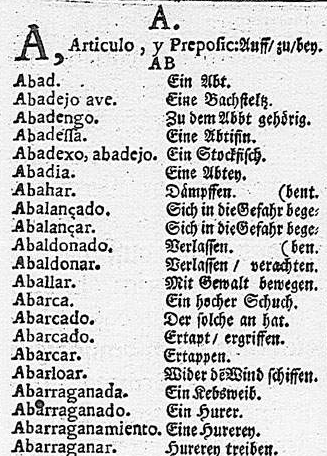 A.
A, Articulo, y Preposic: Auff/ zu/ bey.
AB
Abad. Ein Abt.
Abadejo ave. Eine Bachsteltz.
Abadengo. Zu dem Abbt gehörig.
Abadessa. Eine Abtisin.
Abadexo, abadejo. Ein Stockfisch.
Abadia. Eine Abtey.
Abahar. Dämpffen. (bent.
Abalançado. Sich in die Gefahr bege⸗
Abalançar. Sich in die Gefahr bege⸗
Abaldonado. Verlassen. (ben.
Abaldonar. Verlassen / verachten.
Aballar. Mit Gewalt bewegen.
Abarca. Ein hocher Schuch.
Abarcado. Der solche an hat.
Abarcado. Ertapt/ ergriffen.
Abarcar. Ertappen.
Abarloar. Wider dē Wind schiffen.
Abarraganada. Ein Kebsweib.
Abarraganado. Ein Hurer.
Abarraganamiento. Eine Hurerey.
Abarraganar. Hurerey treiben.